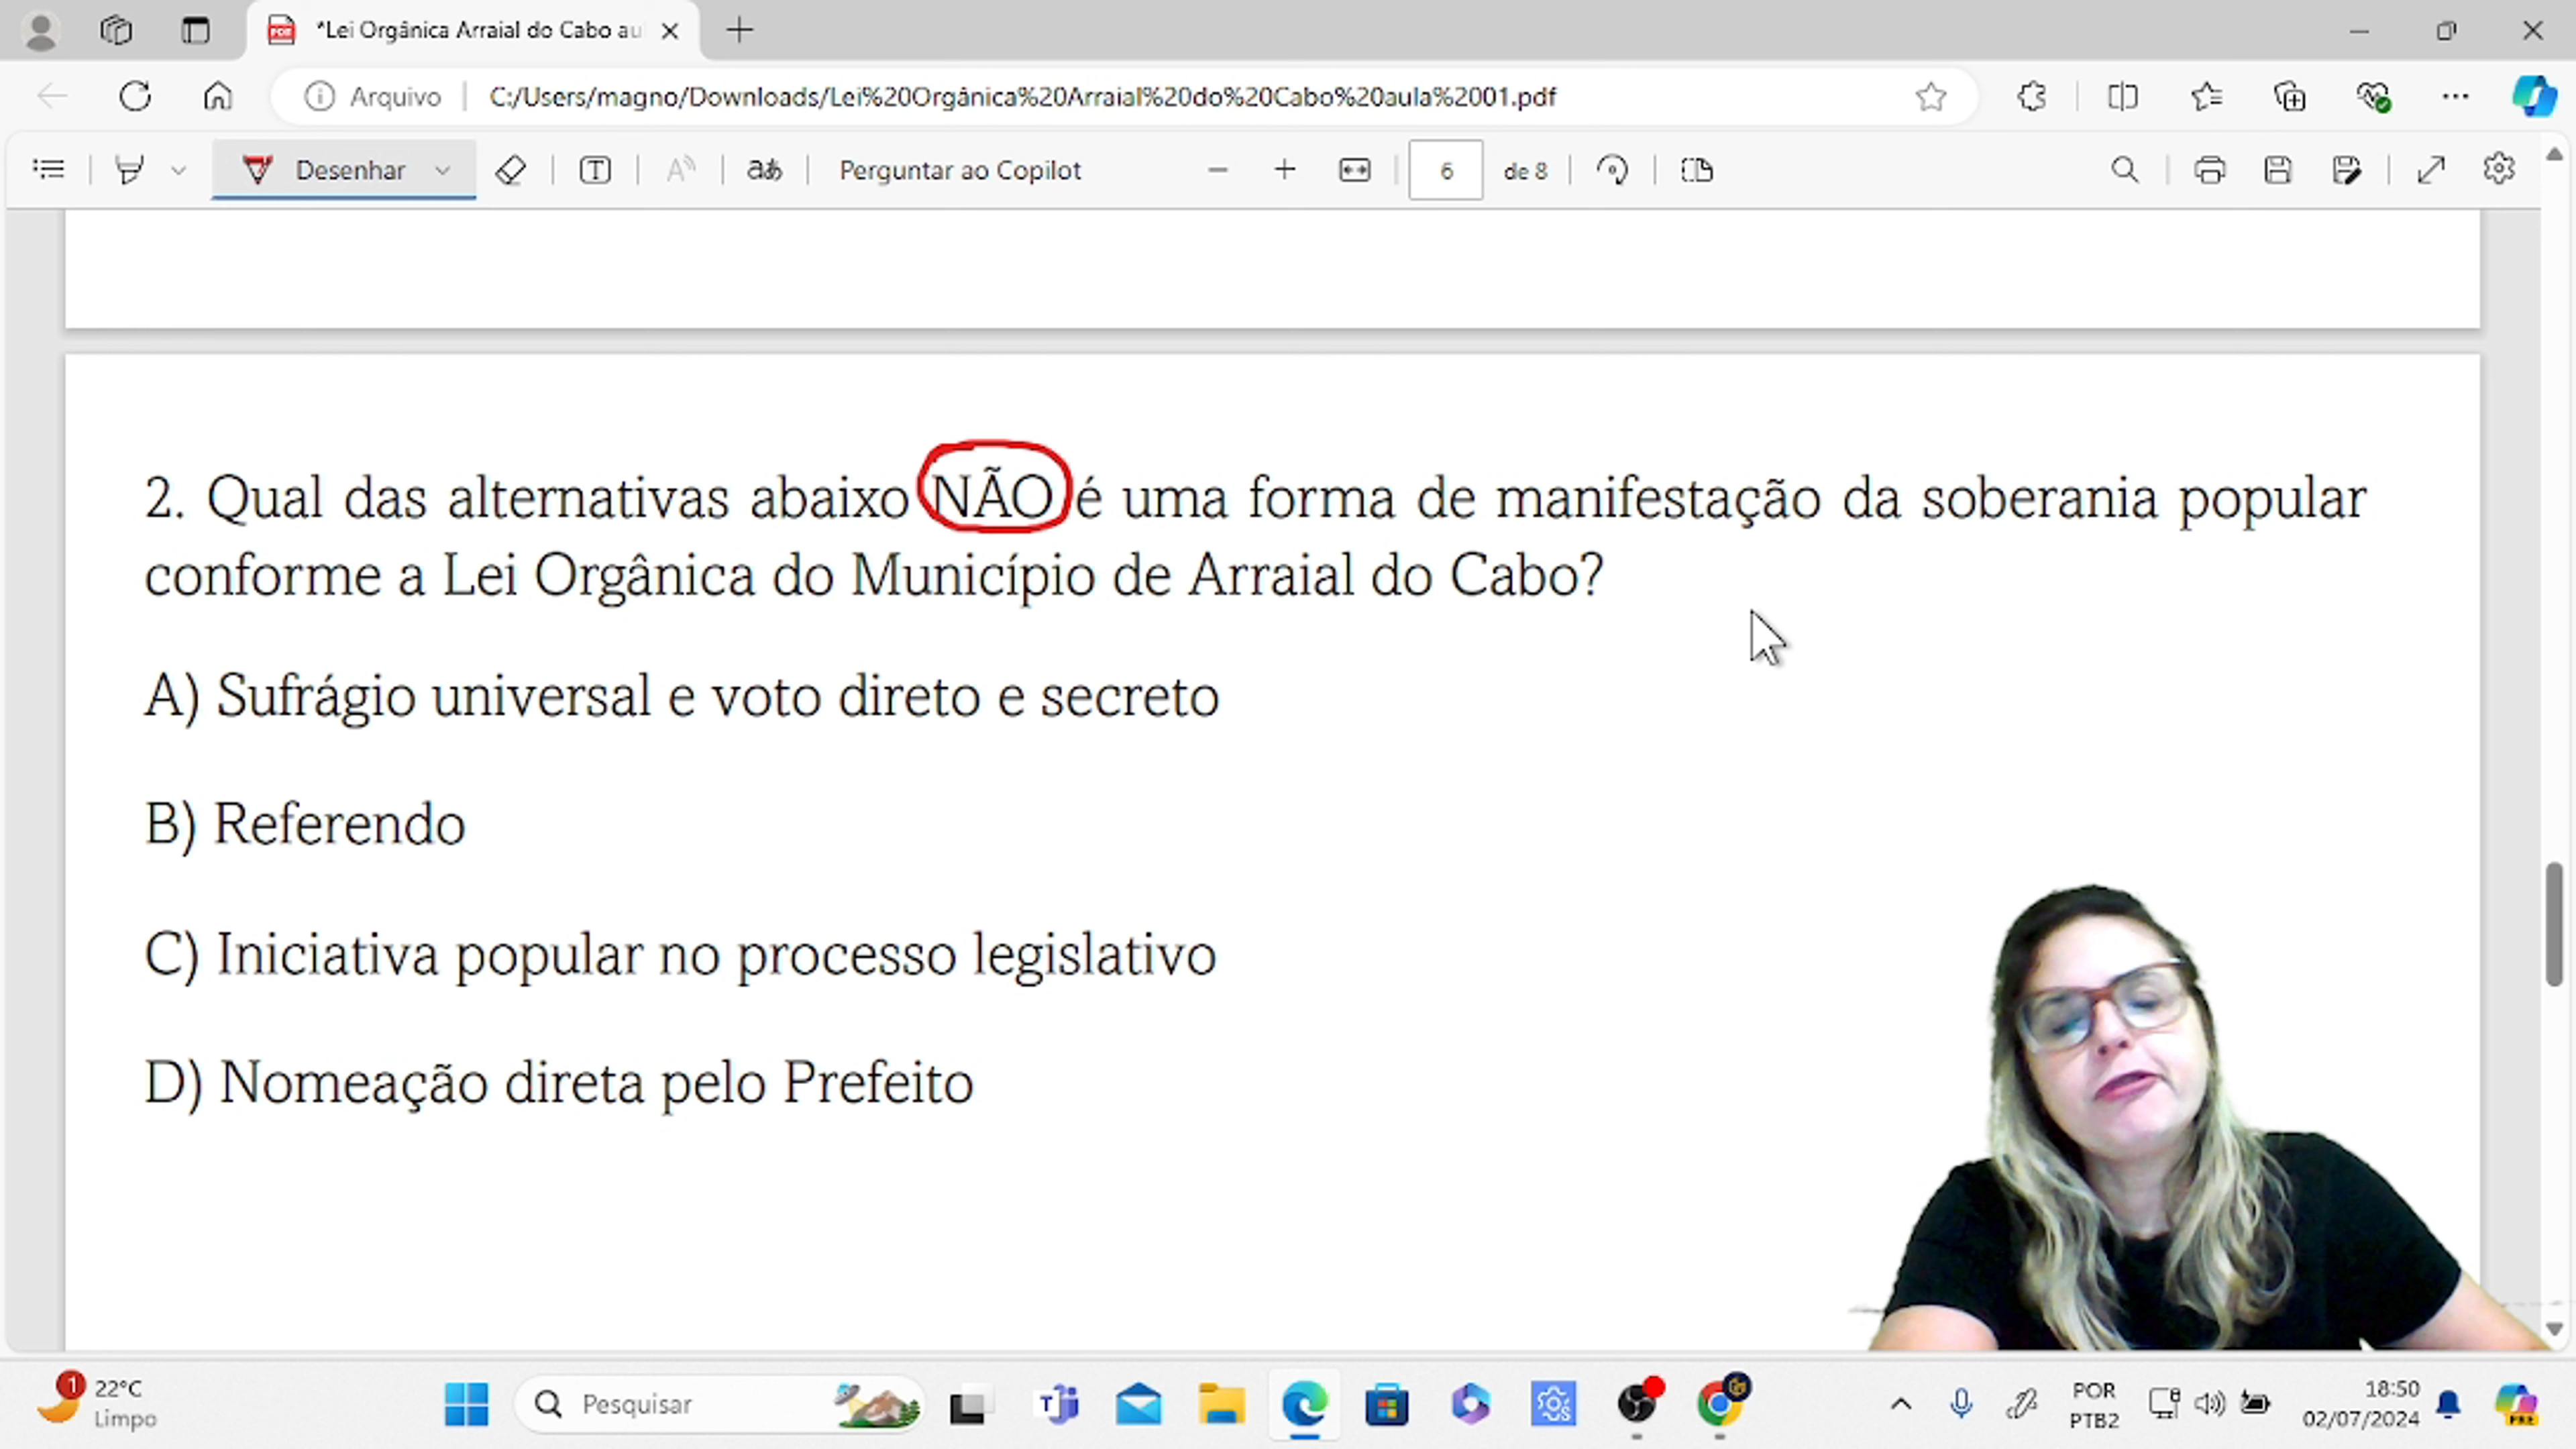 *Lei Orgânica Arraial do Cabo au
Arquivo
C:/Users/magno/Downloads/Lei%20Orgânica%20Arraial%20do%20Cabo%20aula%2001.pdf
Desenhar
Perguntar ao Copilot
6
de 8
2. Qual das alternativas abaixo NÃO é uma forma de manifestação da soberania popular
conforme a Lei Orgânica do Município de Arraial do Cabo?
A) Sufrágio universal e voto direto e secreto
B) Referendo
C) Iniciativa popular no processo legislativo
D) Nomeação direta pelo Prefeito
1
22°C
Limpo
Pesquisar
POR
PTB2
18:50
02/07/2024
PRE